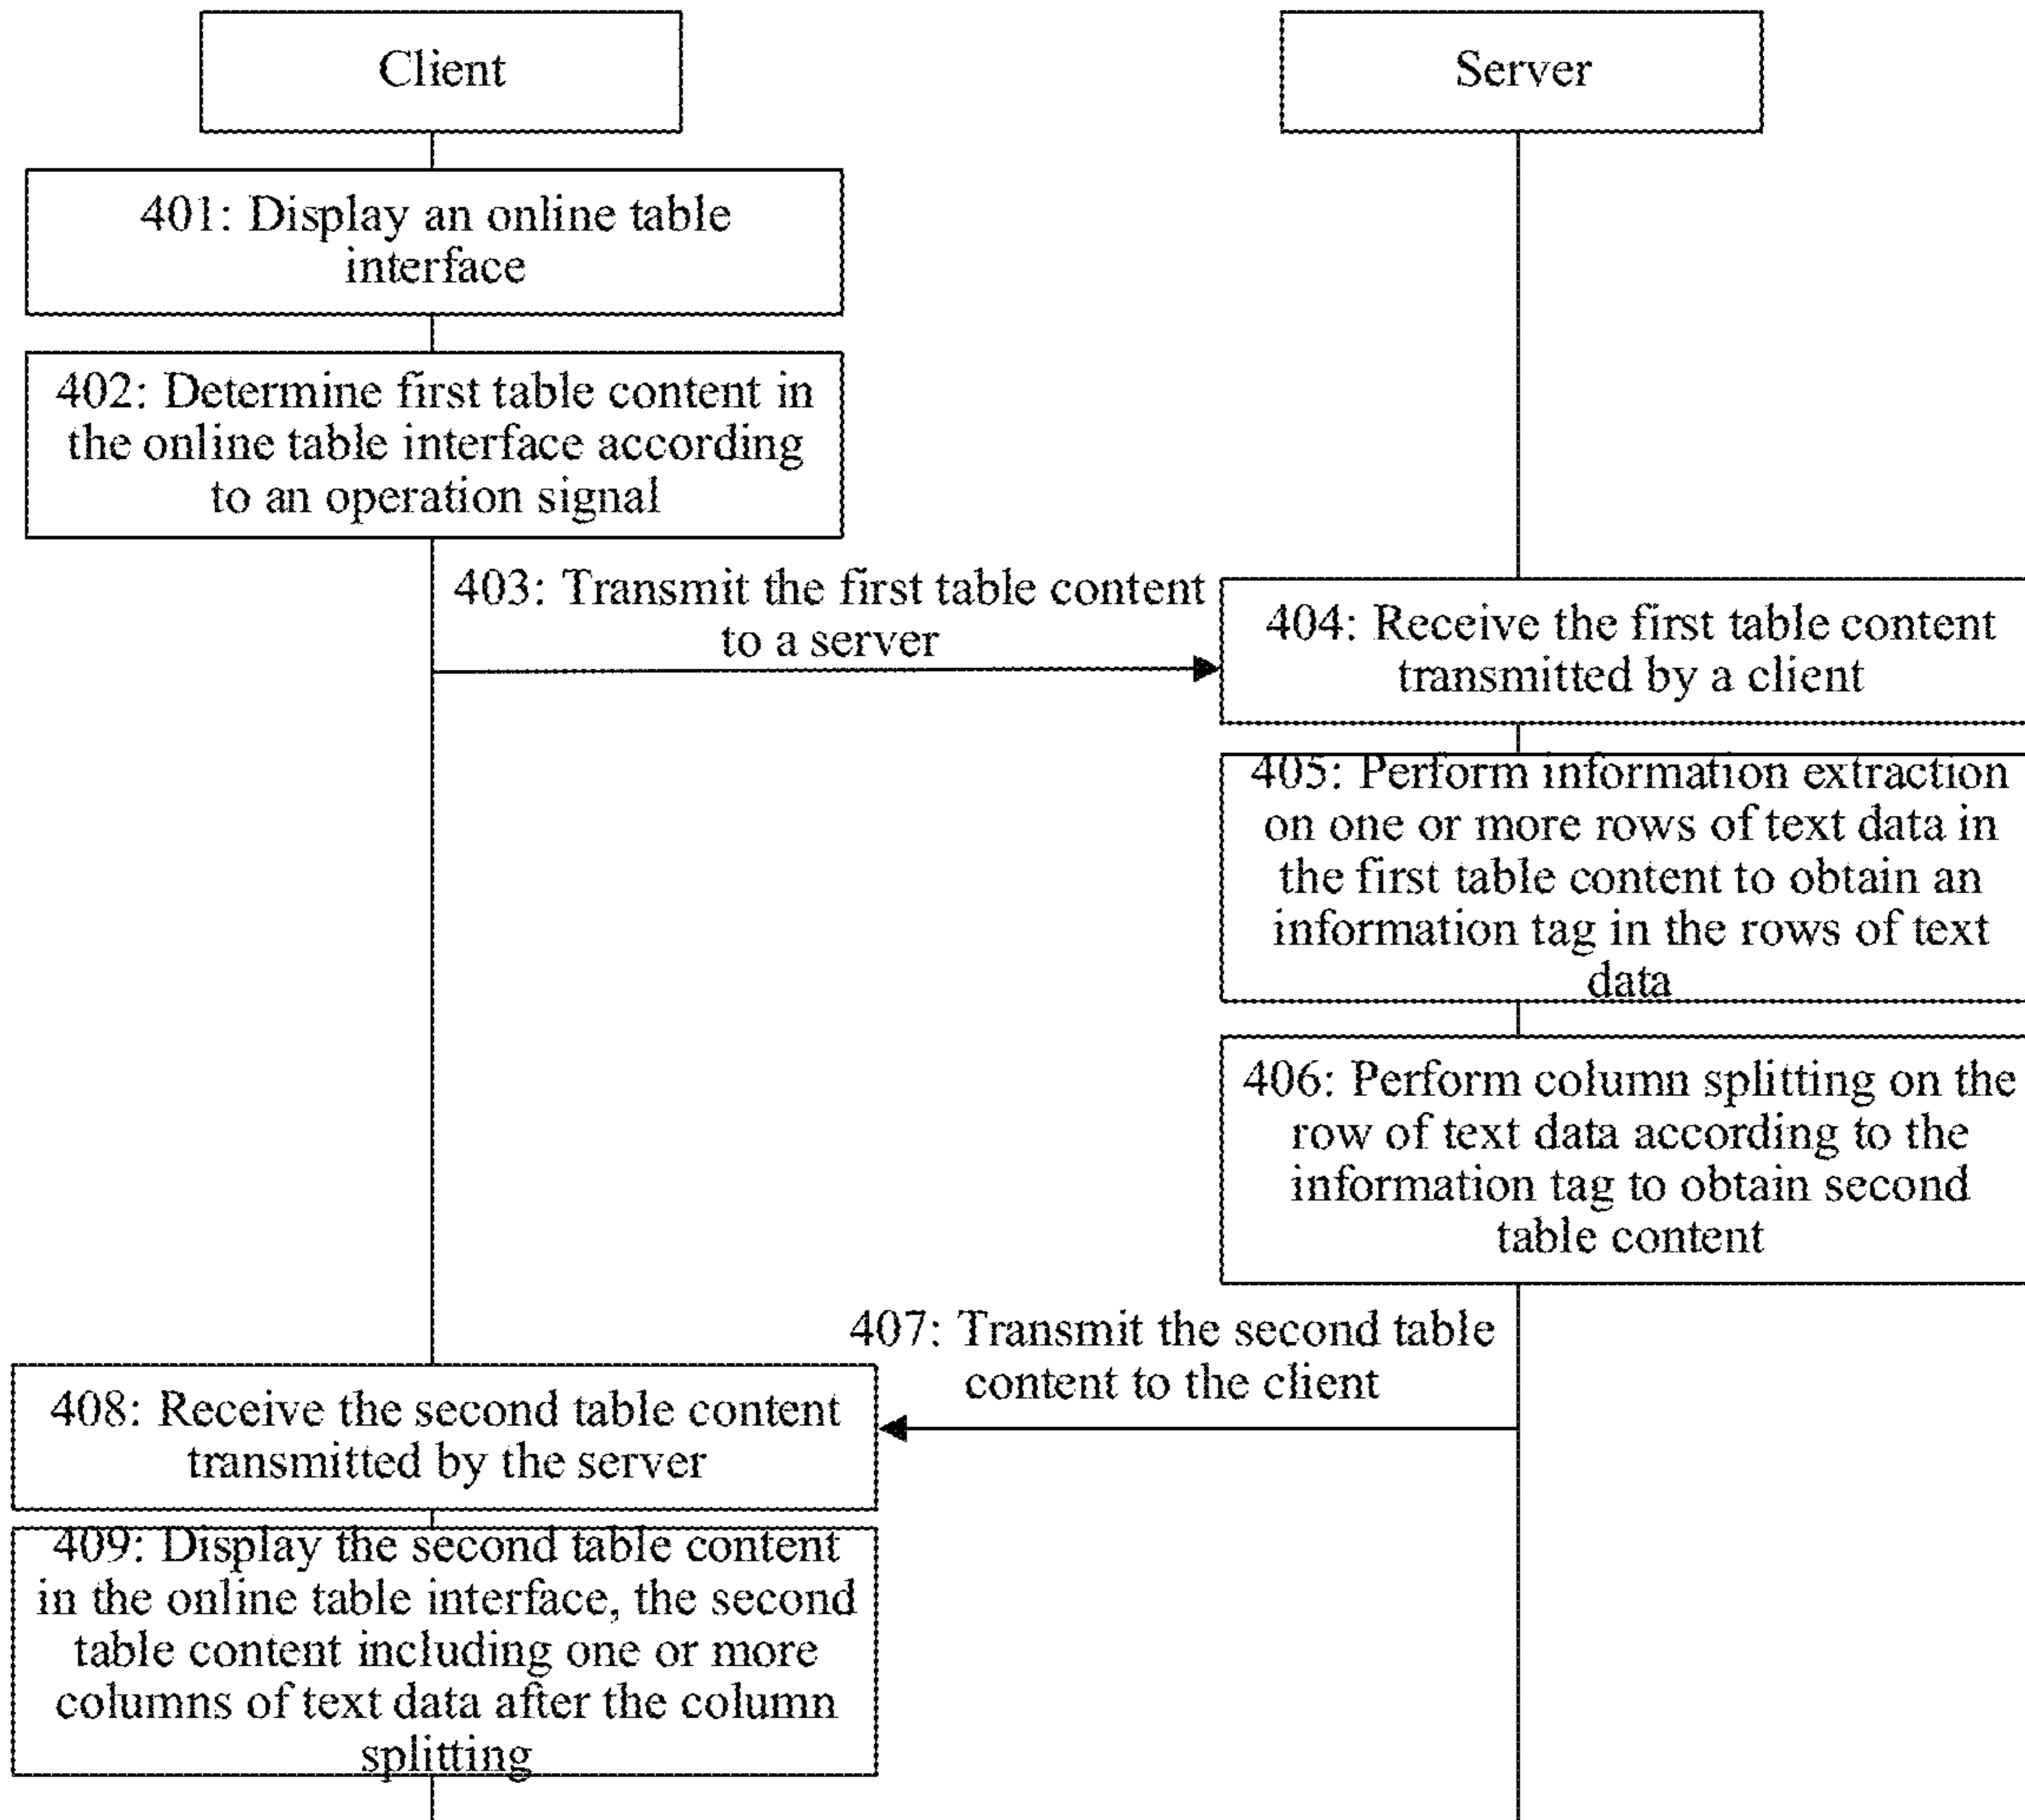 Client
Server
401: Display an online table
interface
402: Determine first table content in
the online table interface according
to an operation signal
403: Transmit the first table content
to a server
404: Receive the first table content
transmitted by a client
405: Perform information extraction
on one or more rows of text data in
the first table content to obtain an
information tag in the rows of text
data
406: Perform column splitting on the
row of text data according to the
information tag to obtain second
table content
407: Transmit the second table
content to the client
408: Receive the second table content
transmitted by the server
409: Display the second table content
in the online table interface, the second
table content including one or more
columns of text data after the column
splitting